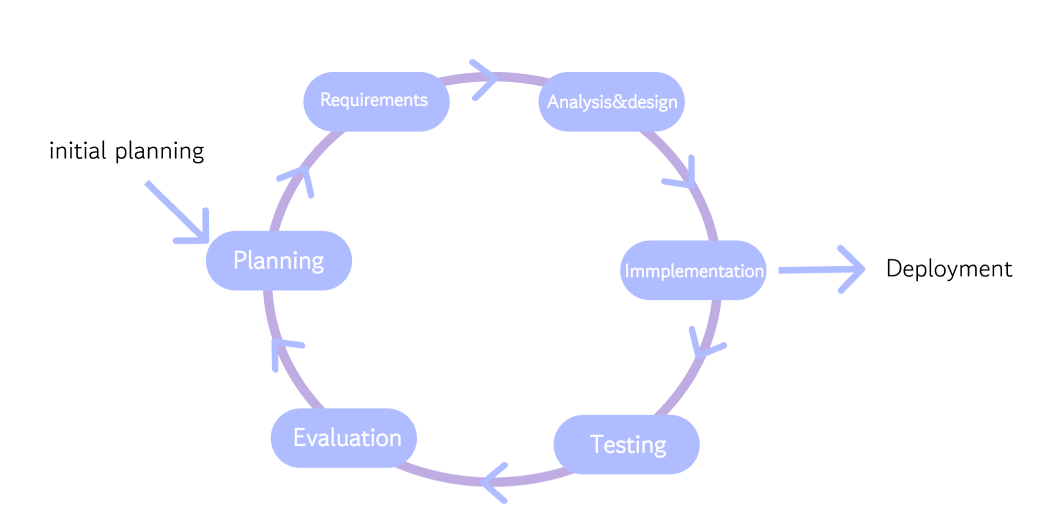 Requirements
Analysis&design
initial planning
Planning
Immplementation
Deployment
Evaluation
Testing